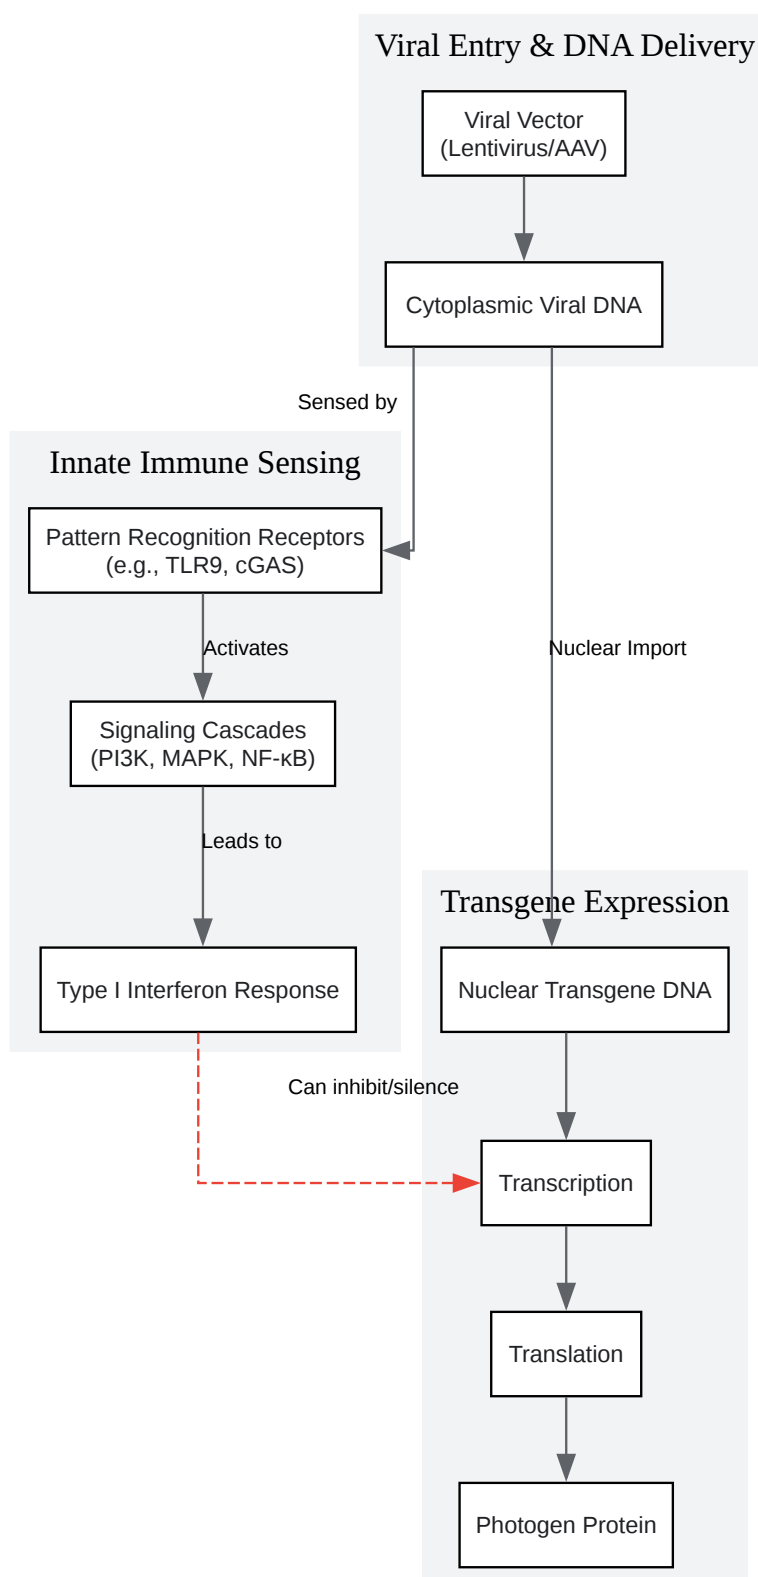 Viral Entry & DNA Delivery
Viral Vector
(Lentivirus/AAV)
Cytoplasmic Viral DNA
Sensed by
Innate Immune Sensing
Pattern Recognition Receptors
(e.g., TLR9, cGAS)
Activates
Nuclear Import
Signaling Cascades
(PI3K, MAPK, NF-κB)
Leads to
Transgene Expression
Type I Interferon Response
Nuclear Transgene DNA
Can inhibit/silence
Transcription
Translation
Photogen Protein